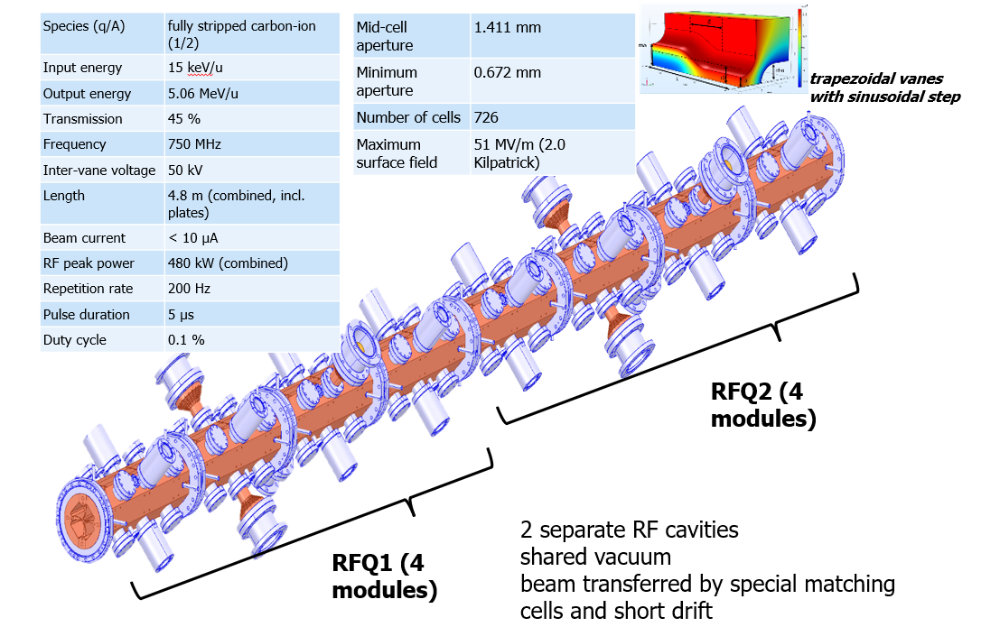 Species (q/A) fully stripped carbon-ion
(1/2)
Input energy 15 keV/u
Output energy 5.06 MeV/u
Transmission 45 %
Frequency 750 MHz
Inter-vane voltage 50 kV
Length 4.8 m (combined, incl.
plates)
Beam current < 10 µA
RF peak power 480 kW (combined)
Repetition rate 200 Hz
Pulse duration 5 µs
Duty cycle 0.1 %
Mid-cell 1.411 mm
aperture
Minimum 0.672 mm
aperture
Number of cells 726
Maximum 51 MV/m (2.0
surface field Kilpatrick)
trapezoidal vanes
with sinusoidal step
RFQ2 (4
modules)
RFQ1 (4
modules)
2 separate RF cavities
shared vacuum
beam transferred by special matching
cells and short drift